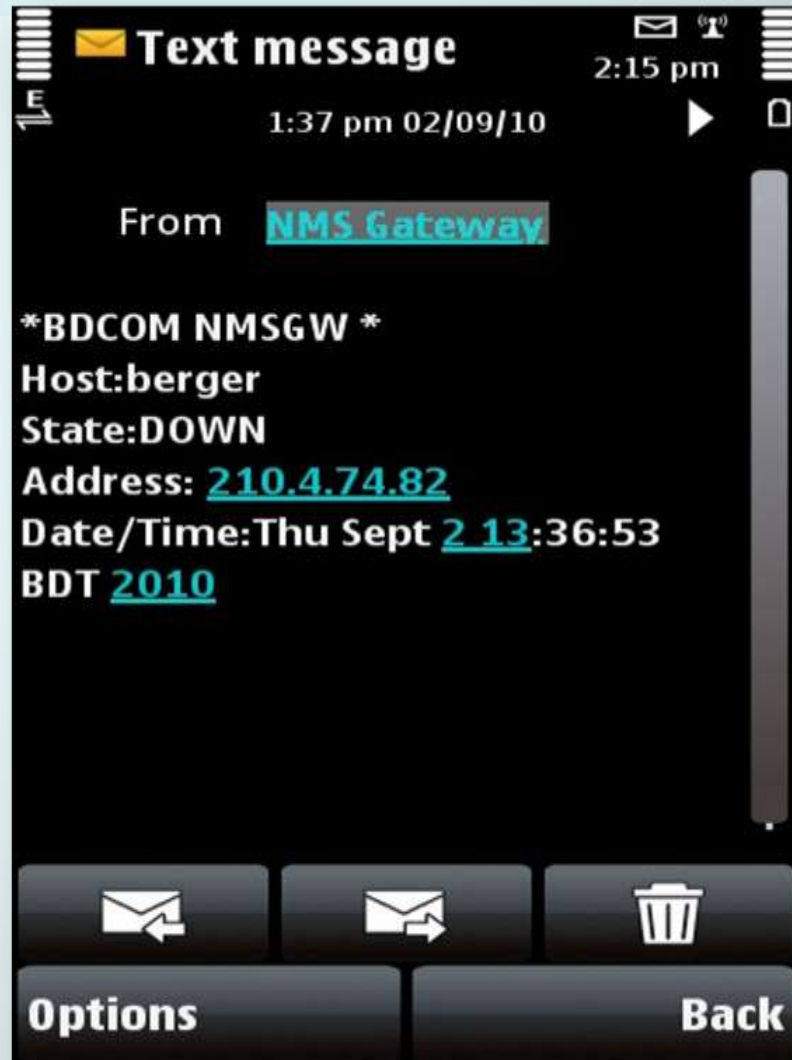 Text message
2:15 pm
E
1:37 pm 02/09/10
From NMS Gateway
*BDCOM NMSGW *
Host:berger
State:DOWN
Address: 210.4.74.82
Date/Time:Thu Sept 2 13:36:53
BDT 2010
Options Back